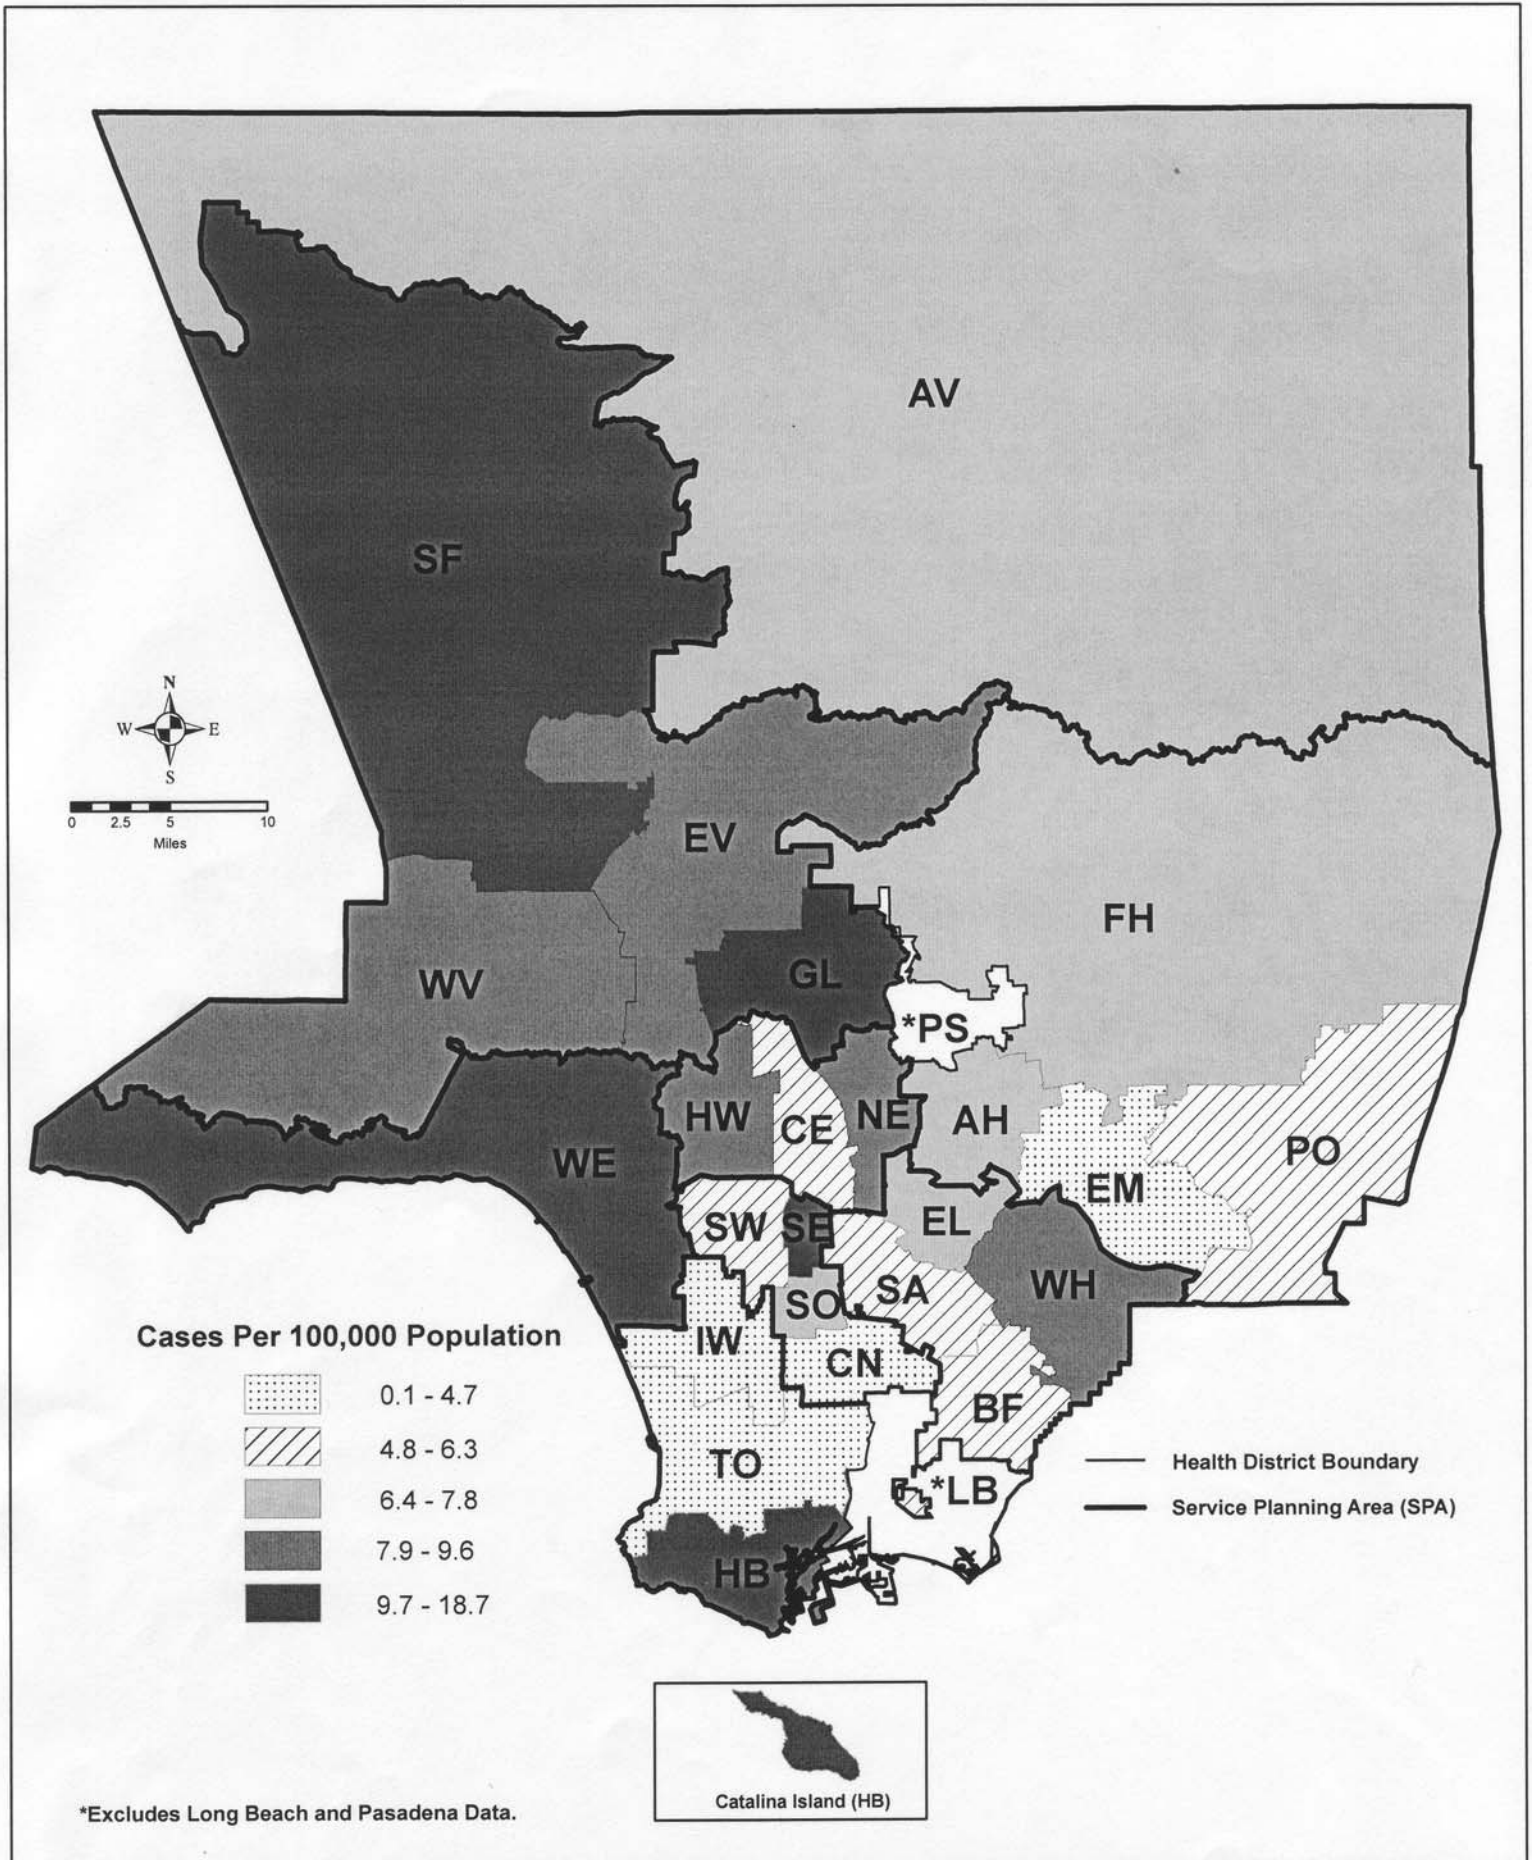 AV
SF
N
W E
S
0 2.5 5 10
Miles
EV
FH
WV
GL
*PS
HW
CE
NE
AH
WE
PO
EM
SW
SE
EL
SO
SA
WH
IW
CN
BF
TO
*LB
HB
Cases Per 100,000 Population
0.1 - 4.7
4.8 - 6.3
6.4 - 7.8
7.9 - 9.6
9.7 - 18.7
Health District Boundary
Service Planning Area (SPA)
Catalina Island (HB)
*Excludes Long Beach and Pasadena Data.